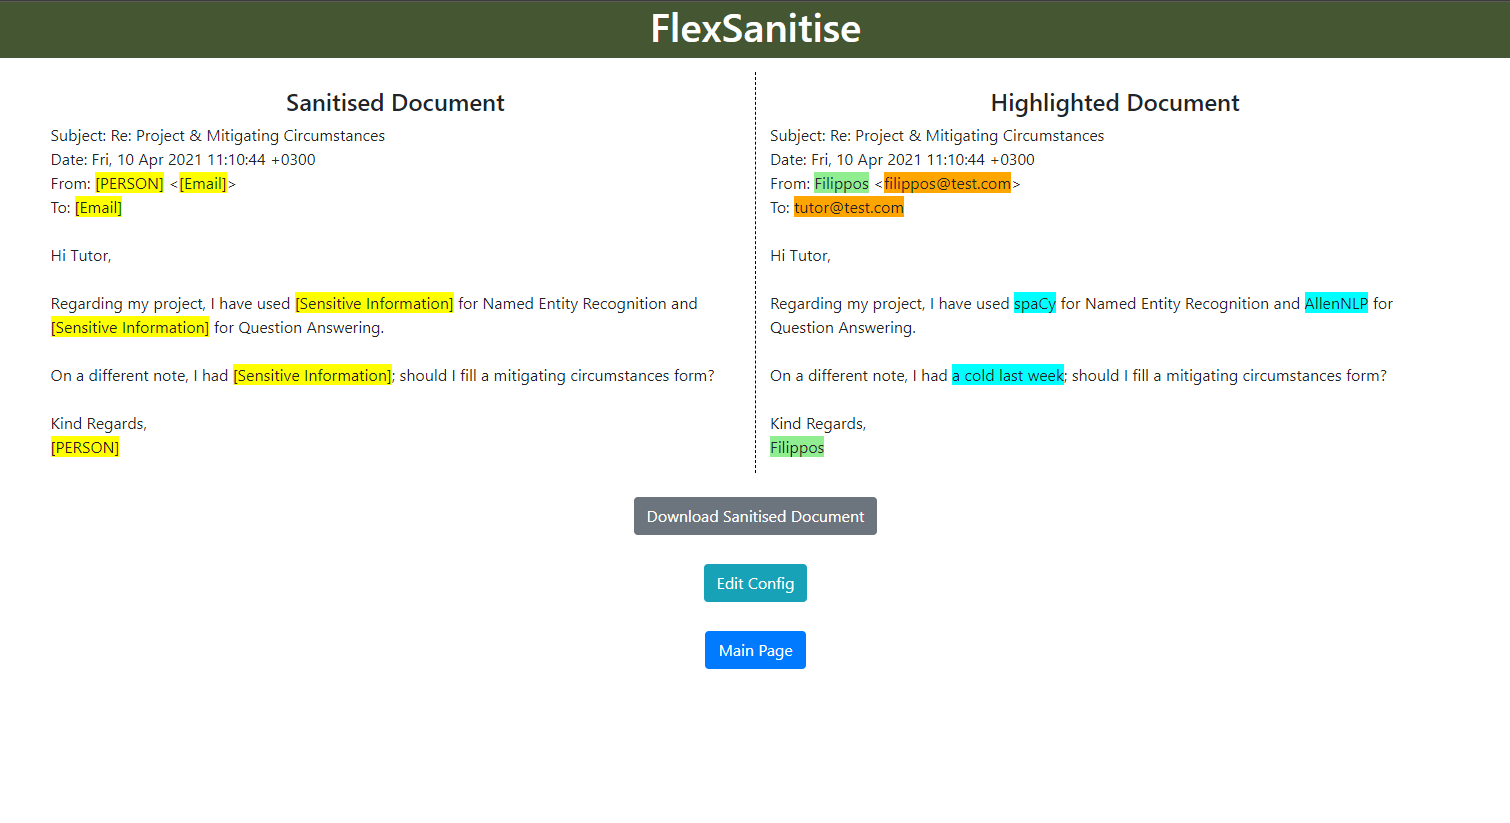 FlexSanitise
Sanitised Document
Subject: Re: Project & Mitigating Circumstances
Date: Fri, 10 Apr 2021 11:10:44 +0300
From: [PERSON] <[Email]>
To: [Email]
Hi Tutor,
Regarding my project, I have used [Sensitive Information] for Named Entity Recognition and
[Sensitive Information] for Question Answering.
On a different note, I had [Sensitive Information]; should I fill a mitigating circumstances form?
Kind Regards,
[PERSON]
Highlighted Document
Subject: Re: Project & Mitigating Circumstances
Date: Fri, 10 Apr 2021 11:10:44 +0300
From: Filippos <filippos@test.com>
To: tutor@test.com
Hi Tutor,
Regarding my project, I have used spaCy for Named Entity Recognition and AllenNLP for
Question Answering.
On a different note, I had a cold last week; should I fill a mitigating circumstances form?
Kind Regards,
Filippos
Download Sanitised Document
Edit Config
Main Page